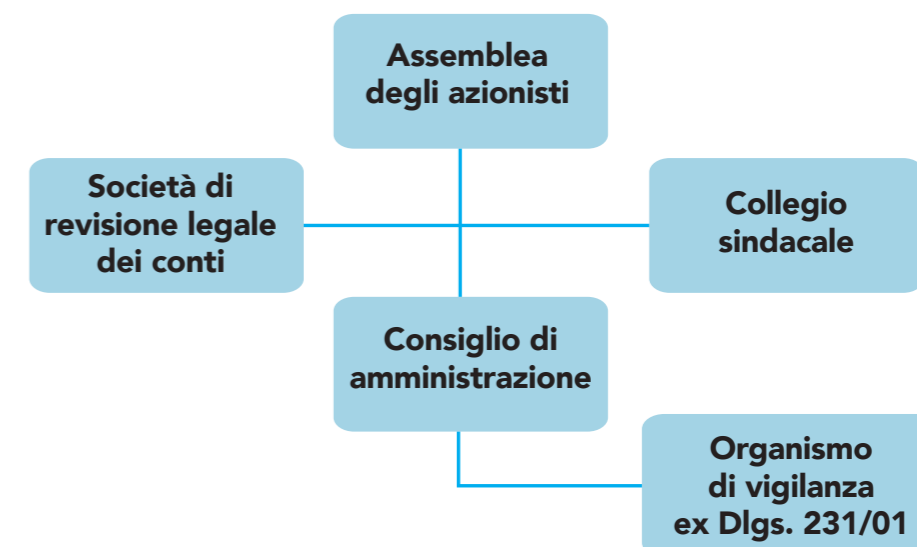 Assemblea
degli azionisti
Società di
revisione legale
dei conti
Collegio
sindacale
Consiglio di
amministrazione
Organismo
di vigilanza
ex Dlgs. 231/01